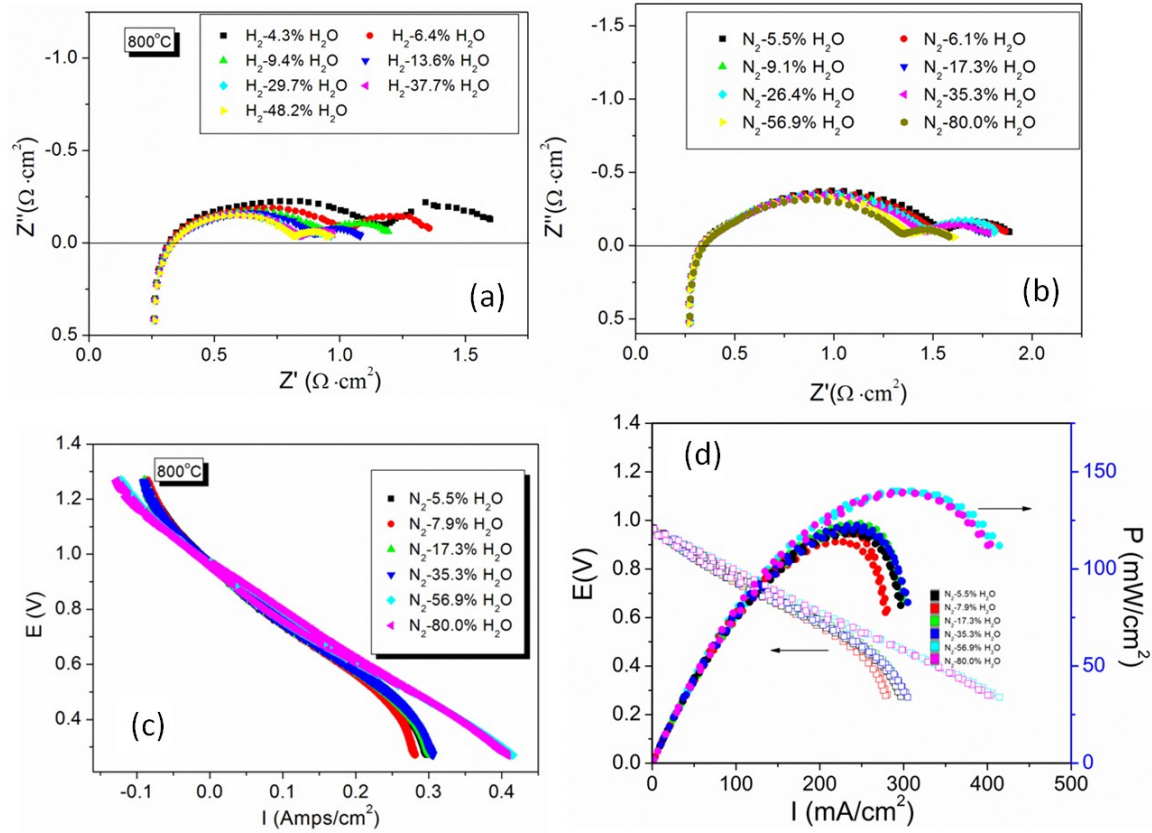 800°C
H₂-4.3% H₂O
H₂-6.4% H₂O
H₂-9.4% H₂O
H₂-13.6% H₂O
H₂-29.7% H₂O
H₂-37.7% H₂O
H₂-48.2% H₂O
-1.0
-0.5
0.0
0.5
Z''(Ω·cm²)
(a)
0.0
0.5
1.0
1.5
Z' (Ω·cm²)
N₂-5.5% H₂O
N₂-6.1% H₂O
N₂-9.1% H₂O
N₂-17.3% H₂O
N₂-26.4% H₂O
N₂-35.3% H₂O
N₂-56.9% H₂O
N₂-80.0% H₂O
-1.5
-1.0
-0.5
0.0
0.5
Z''(Ω·cm²)
(b)
0.0
0.5
1.0
1.5
2.0
Z'(Ω·cm²)
1.4
1.2
1.0
0.8
0.6
0.4
E (V)
800°C
N₂-5.5% H₂O
N₂-7.9% H₂O
N₂-17.3% H₂O
N₂-35.3% H₂O
N₂-56.9% H₂O
N₂-80.0% H₂O
(c)
-0.1
0.0
0.1
0.2
0.3
0.4
I (Amps/cm²)
1.4
1.2
1.0
0.8
0.6
0.4
0.2
0.0
E(V)
(d)
150
100
50
0
P (mW/cm²)
N₂-5.5% H₂O
N₂-7.9% H₂O
N₂-17.3% H₂O
N₂-35.3% H₂O
N₂-56.9% H₂O
N₂-80.0% H₂O
0
100
200
300
400
500
I (mA/cm²)